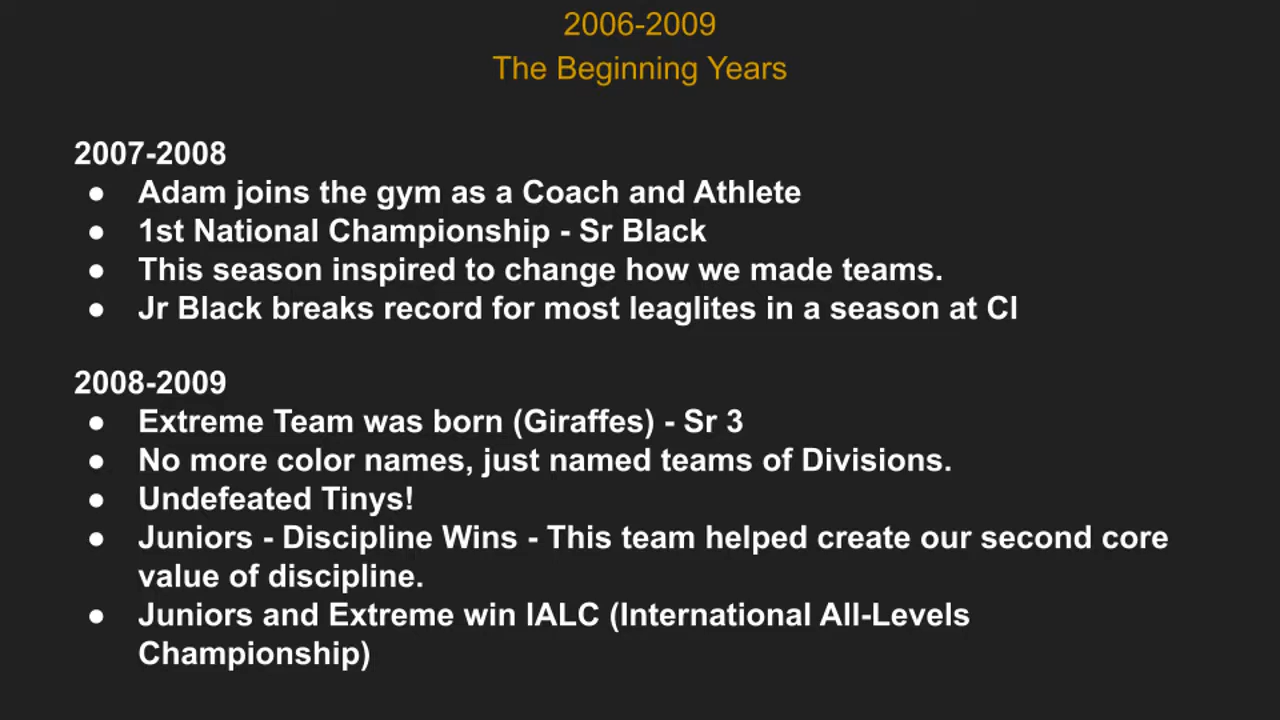 2006-2009
The Beginning Years
2007-2008
● Adam joins the gym as a Coach and Athlete
● 1st National Championship - Sr Black
● This season inspired to change how we made teams.
● Jr Black breaks record for most leaglites in a season at CI
2008-2009
● Extreme Team was born (Giraffes) - Sr 3
● No more color names, just named teams of Divisions.
● Undefeated Tinys!
● Juniors - Discipline Wins - This team helped create our second core
value of discipline.
● Juniors and Extreme win IALC (International All-Levels
Championship)